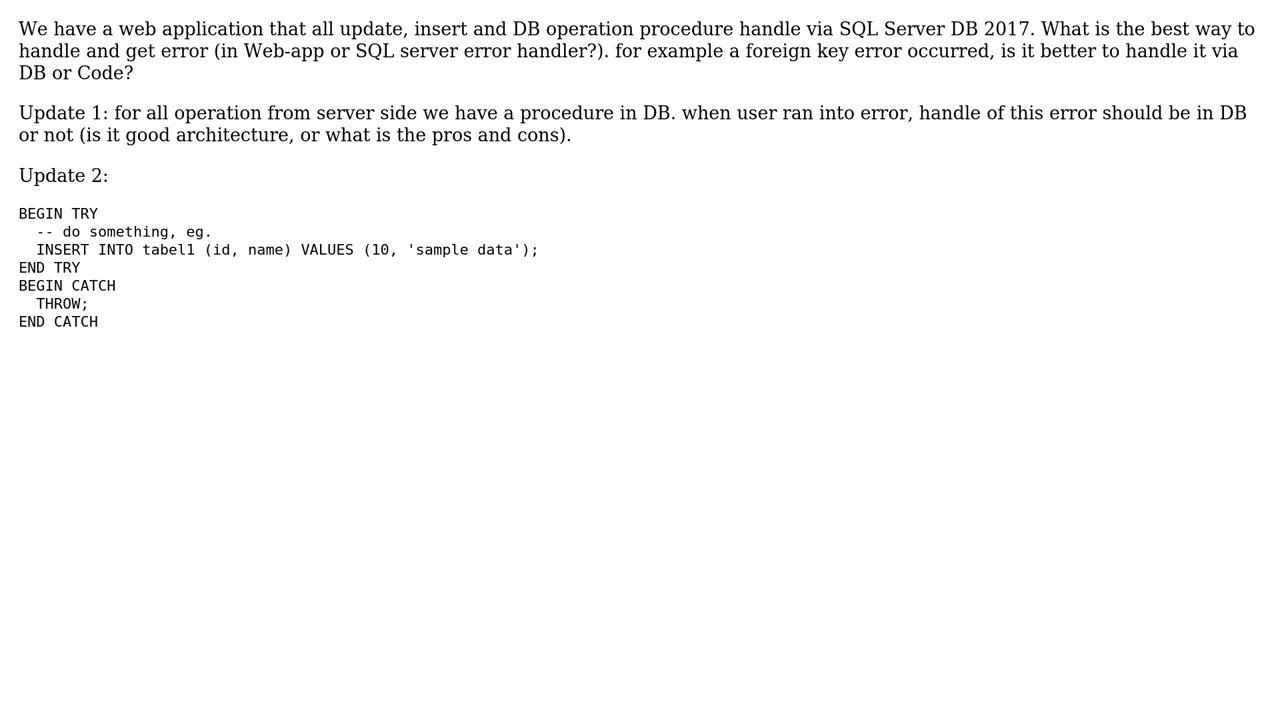 We have a web application that all update, insert and DB operation procedure handle via SQL Server DB 2017. What is the best way to
handle and get error (in Web-app or SQL server error handler?). for example a foreign key error occurred, is it better to handle it via
DB or Code?
Update 1: for all operation from server side we have a procedure in DB. when user ran into error, handle of this error should be in DB
or not (is it good architecture, or what is the pros and cons).
Update 2:
BEGIN TRY
  -- do something, eg.
  INSERT INTO tabel1 (id, name) VALUES (10, 'sample data');
END TRY
BEGIN CATCH
  THROW;
END CATCH